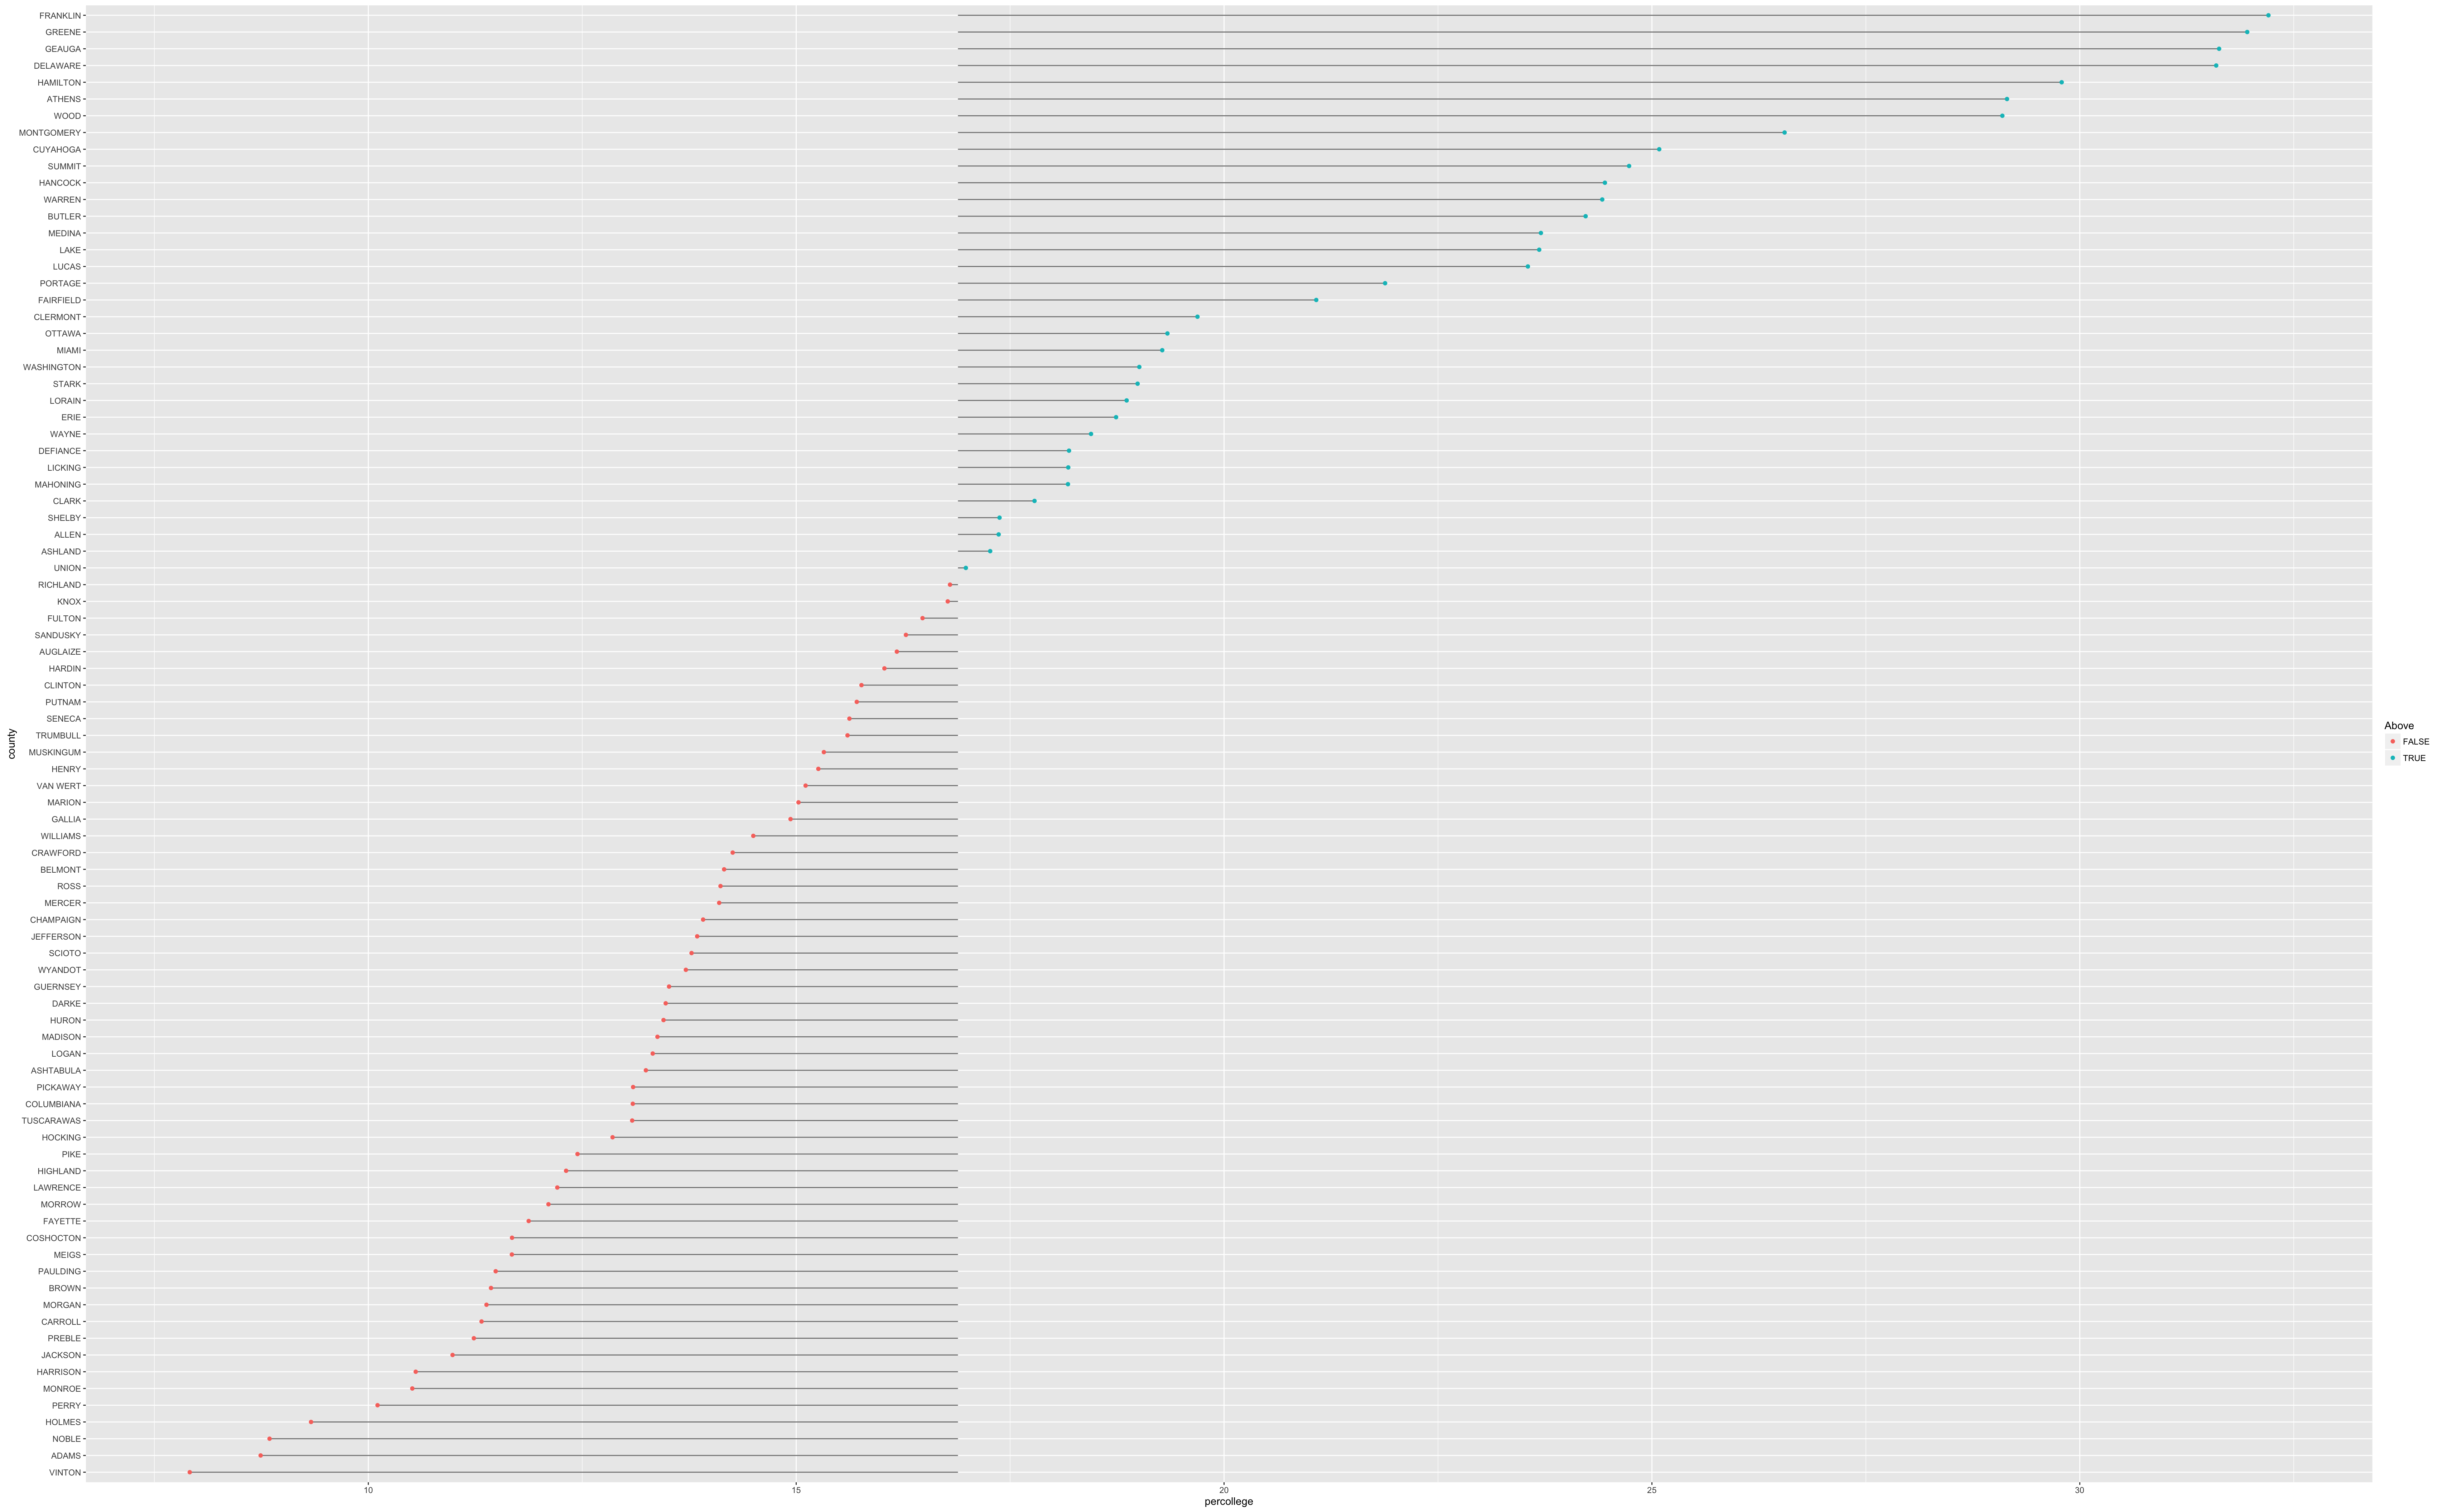 FRANKLIN
GREENE
GEAUGA
DELAWARE
HAMILTON
ATHENS
WOOD
MONTGOMERY
CUYAHOGA
SUMMIT
HANCOCK
WARREN
BUTLER
MEDINA
LAKE
LUCAS
PORTAGE
FAIRFIELD
CLERMONT
OTTAWA
MIAMI
WASHINGTON
STARK
LORAIN
ERIE
WAYNE
DEFIANCE
LICKING
MAHONING
CLARK
SHELBY
ALLEN
ASHLAND
UNION
RICHLAND
KNOX
FULTON
SANDUSKY
AUGLAIZE
HARDIN
CLINTON
PUTNAM
SENECA
TRUMBULL
MUSKINGUM
HENRY
VAN WERT
MARION
GALLIA
WILLIAMS
CRAWFORD
BELMONT
ROSS
MERCER
CHAMPAIGN
JEFFERSON
SCIOTO
WYANDOT
GUERNSEY
DARKE
HURON
MADISON
LOGAN
ASHTABULA
PICKAWAY
COLUMBIANA
TUSCARAWAS
HOCKING
PIKE
HIGHLAND
LAWRENCE
MORROW
FAYETTE
COSHOCTON
MEIGS
PAULDING
BROWN
MORGAN
CARROLL
PREBLE
JACKSON
HARRISON
MONROE
PERRY
HOLMES
NOBLE
ADAMS
VINTON
county
10 15 20 25 30
percollege
Above
FALSE
TRUE